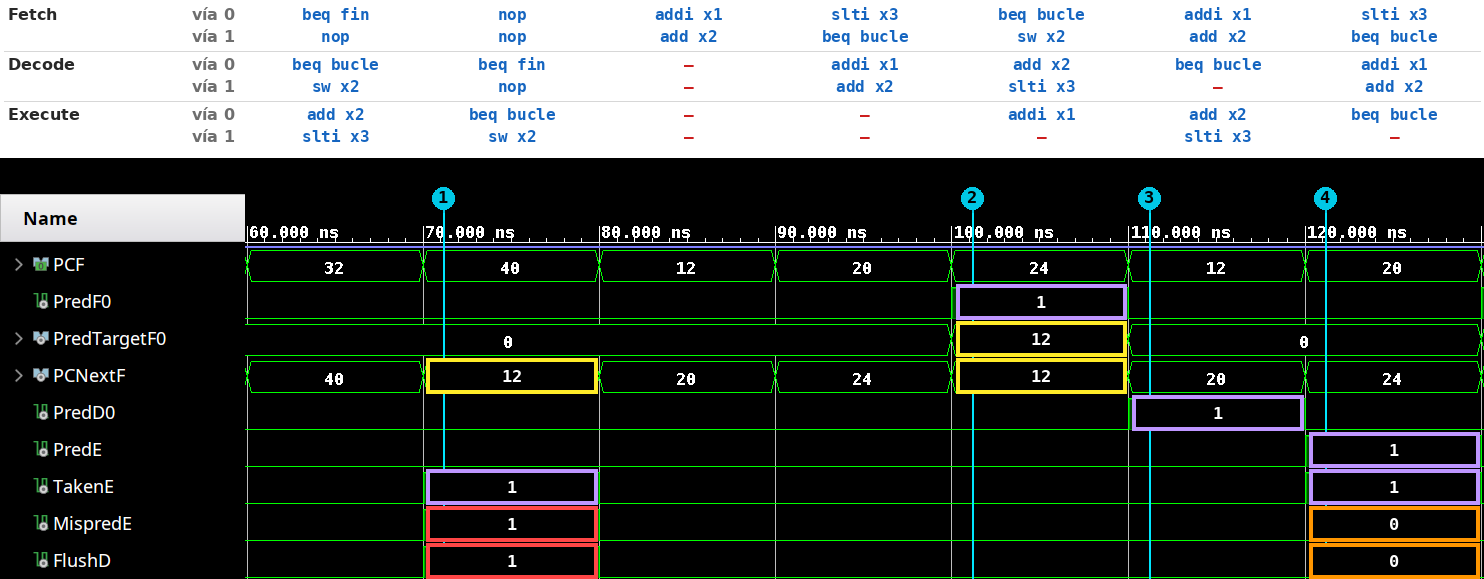 Fetch vía 0 beq fin nop addi x1 slti x3 beq bucle addi x1 slti x3
vía 1 nop nop add x2 beq bucle sw x2 add x2 beq bucle
Decode vía 0 beq bucle beq fin — addi x1 add x2 beq bucle addi x1
vía 1 sw x2 nop — add x2 slti x3 — add x2
Execute vía 0 add x2 beq bucle — — addi x1 add x2 beq bucle
vía 1 slti x3 sw x2 — — — slti x3 —
1 2 3 4
Name
60.000 ns 70.000 ns 80.000 ns 90.000 ns 100.000 ns 110.000 ns 120.000 ns
PCF 32 40 12 20 24 12 20
PredF0 1
PredTargetF0 0 12 0
PCNextF 40 12 20 24 12 20 24
PredD0 1
PredE 1
TakenE 1 1
MispredE 1 0
FlushD 1 0